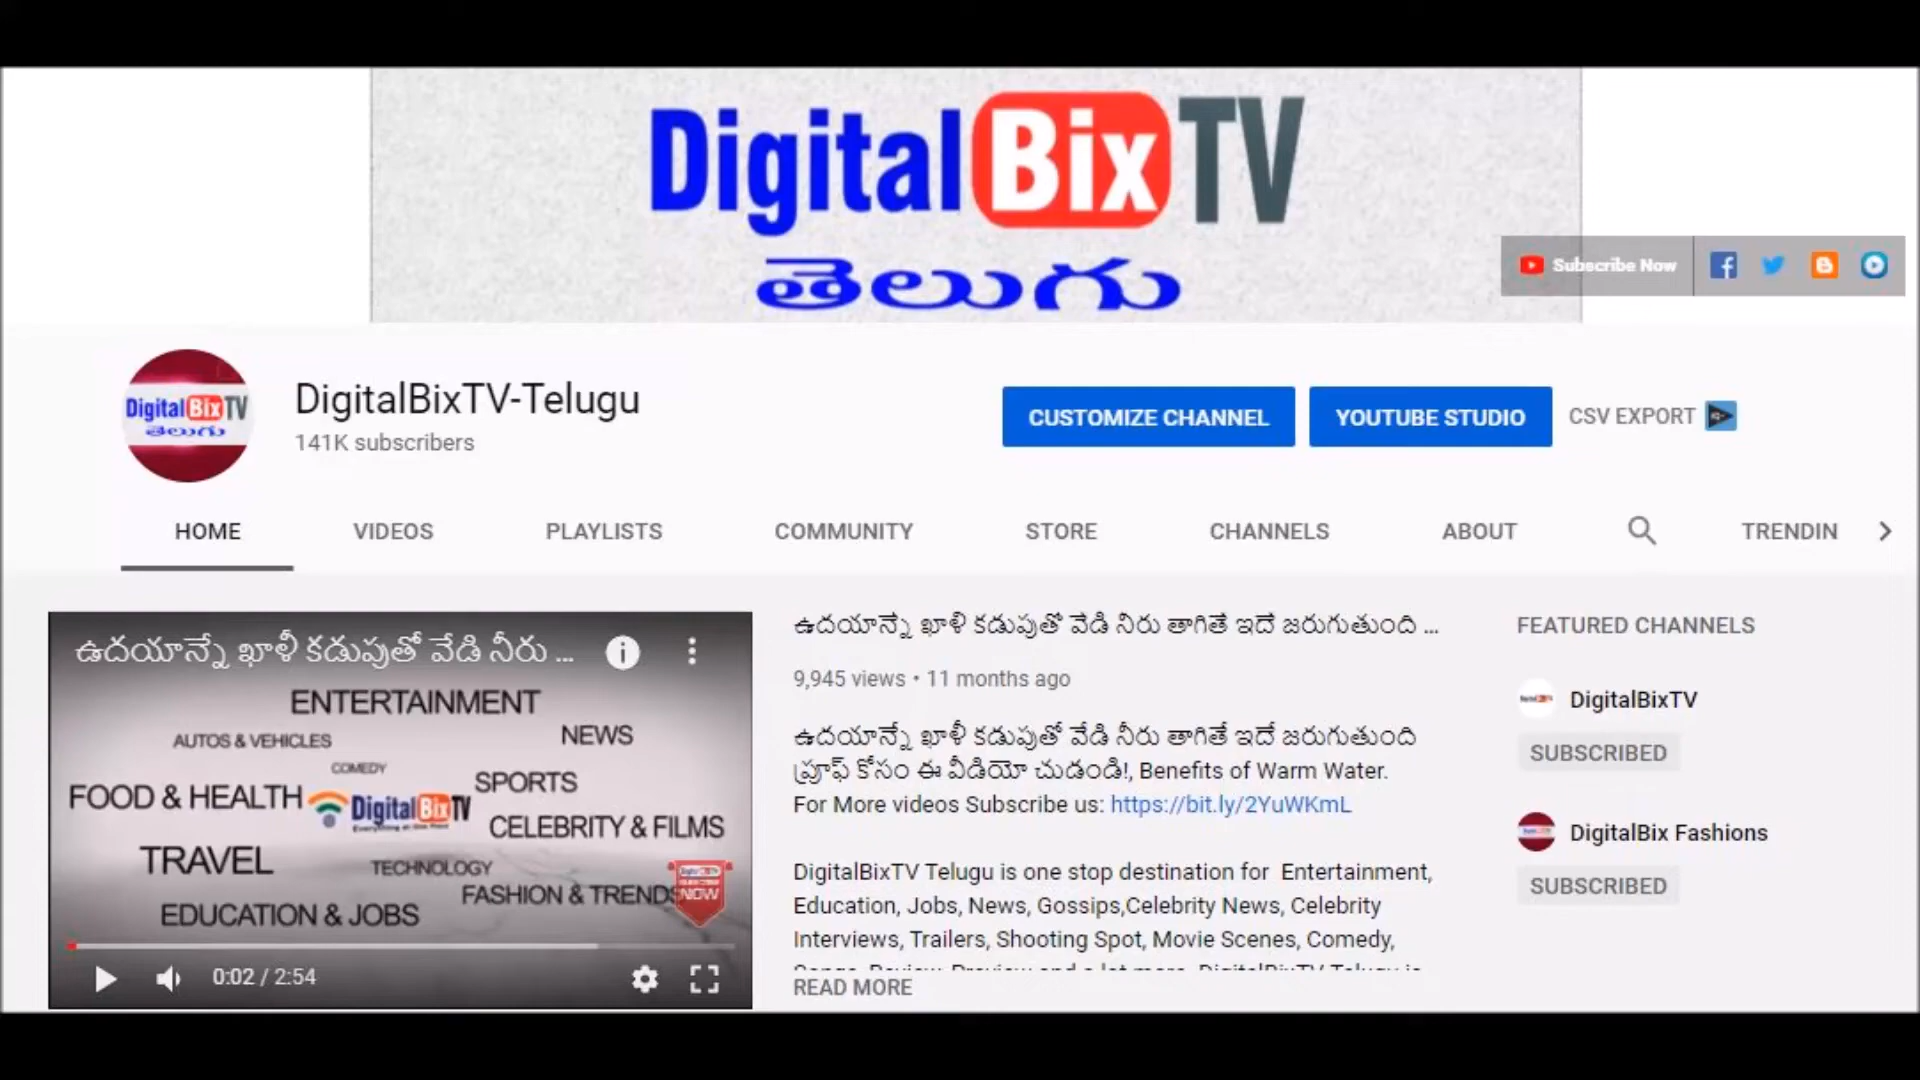 DigitalBixTV
తెలుగు
Subscribe Now
DigitalBixTV
తెలుగు
DigitalBixTV-Telugu
141K subscribers
CUSTOMIZE CHANNEL
YOUTUBE STUDIO
CSV EXPORT
HOME VIDEOS PLAYLISTS COMMUNITY STORE CHANNELS ABOUT TRENDIN
ఉదయాన్నే ఖాళీ కడుపుతో వేడి నీరు ...
ENTERTAINMENT
AUTOS & VEHICLES
NEWS
COMEDY
SPORTS
FOOD & HEALTH
DigitalBixTV
CELEBRITY & FILMS
TRAVEL
TECHNOLOGY
FASHION & TRENDS
NOW
EDUCATION & JOBS
0:02 / 2:54
ఉదయాన్నే ఖాళీ కడుపుతో వేడి నీరు తాగితే ఇదే జరుగుతుంది ...
9,945 views • 11 months ago
ఉదయాన్నే ఖాళీ కడుపుతో వేడి నీరు తాగితే ఇదే జరుగుతుంది
ప్రూఫ్ కోసం ఈ వీడియో చుడండి!, Benefits of Warm Water.
For More videos Subscribe us: https://bit.ly/2YuWKmL
DigitalBixTV Telugu is one stop destination for Entertainment,
Education, Jobs, News, Gossips,Celebrity News, Celebrity
Interviews, Trailers, Shooting Spot, Movie Scenes, Comedy,
READ MORE
FEATURED CHANNELS
DigitalBixTV
SUBSCRIBED
DigitalBix Fashions
SUBSCRIBED